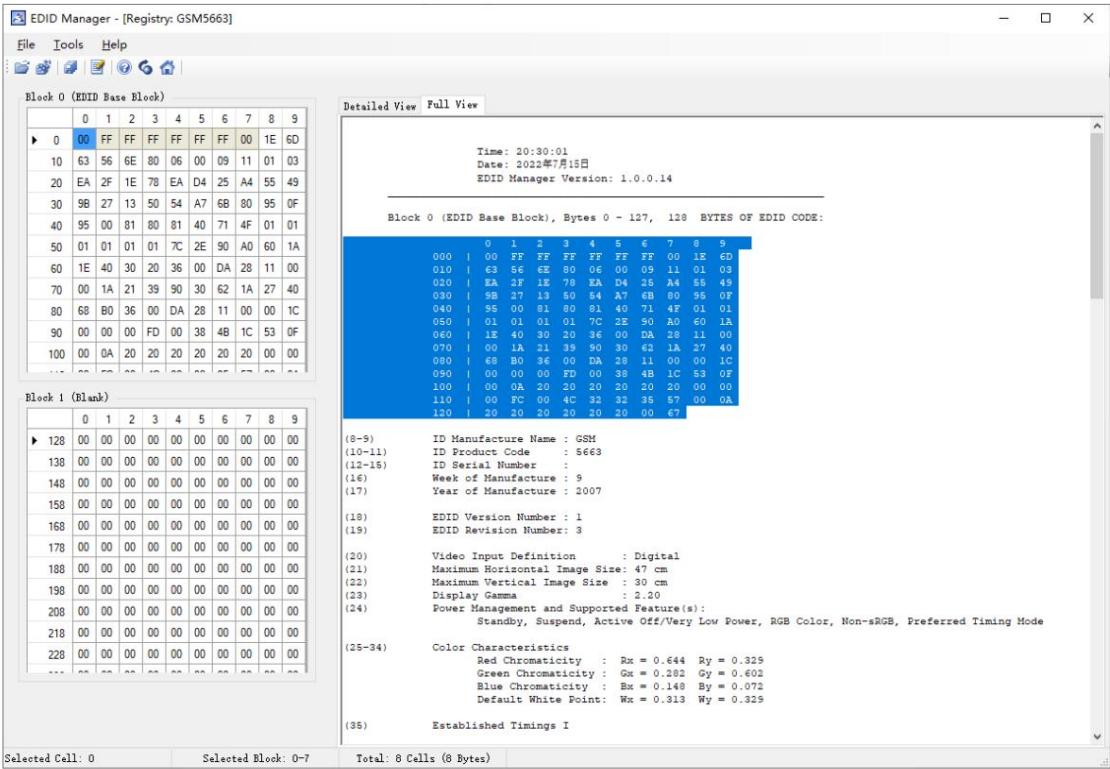 EDID Manager - [Registry: GSM5663]
File Tools Help
Block 0 (EDID Base Block)
0 1 2 3 4 5 6 7 8 9
0 00 FF FF FF FF FF FF 00 1E 6D
10 63 56 6E 80 06 00 09 11 01 03
20 EA 2F 1E 78 EA D4 25 A4 55 49
30 9B 27 13 50 54 A7 6B 80 95 0F
40 95 00 81 80 81 40 71 4F 01 01
50 01 01 01 01 7C 2E 90 A0 60 1A
60 1E 40 30 20 36 00 DA 28 11 00
70 00 1A 21 39 90 30 62 1A 27 40
80 68 B0 36 00 DA 28 11 00 00 1C
90 00 00 00 FD 00 38 4B 1C 53 0F
100 00 0A 20 20 20 20 20 20 00 00
Block 1 (Blank)
0 1 2 3 4 5 6 7 8 9
128 00 00 00 00 00 00 00 00 00 00
138 00 00 00 00 00 00 00 00 00 00
148 00 00 00 00 00 00 00 00 00 00
158 00 00 00 00 00 00 00 00 00 00
168 00 00 00 00 00 00 00 00 00 00
178 00 00 00 00 00 00 00 00 00 00
188 00 00 00 00 00 00 00 00 00 00
198 00 00 00 00 00 00 00 00 00 00
208 00 00 00 00 00 00 00 00 00 00
218 00 00 00 00 00 00 00 00 00 00
228 00 00 00 00 00 00 00 00 00 00
Detailed View Full View
Time: 20:30:01
Date: 2022年7月15日
EDID Manager Version: 1.0.0.14
Block 0 (EDID Base Block), Bytes 0 - 127, 128 BYTES OF EDID CODE:
0 1 2 3 4 5 6 7 8 9
000 | 00 FF FF FF FF FF FF 00 1E 6D
010 | 63 56 6E 80 06 00 09 11 01 03
020 | EA 2F 1E 78 EA D4 25 A4 55 49
030 | 9B 27 13 50 54 A7 6B 80 95 0F
040 | 95 00 81 80 81 40 71 4F 01 01
050 | 01 01 01 01 7C 2E 90 A0 60 1A
060 | 1E 40 30 20 36 00 DA 28 11 00
070 | 00 1A 21 39 90 30 62 1A 27 40
080 | 68 B0 36 00 DA 28 11 00 00 1C
090 | 00 00 00 FD 00 38 4B 1C 53 0F
100 | 00 0A 20 20 20 20 20 20 00 00
110 | 00 FC 00 4C 32 32 35 57 00 0A
120 | 20 20 20 20 20 20 00 67
(8-9) ID Manufacture Name : GSM
(10-11) ID Product Code : 5663
(12-15) ID Serial Number :
(16) Week of Manufacture : 9
(17) Year of Manufacture : 2007
(18) EDID Version Number : 1
(19) EDID Revision Number: 3
(20) Video Input Definition : Digital
(21) Maximum Horizontal Image Size: 47 cm
(22) Maximum Vertical Image Size : 30 cm
(23) Display Gamma : 2.20
(24) Power Management and Supported Feature(s):
Standby, Suspend, Active Off/Very Low Power, RGB Color, Non-sRGB, Preferred Timing Mode
(25-34) Color Characteristics
Red Chromaticity : Rx = 0.644 Ry = 0.329
Green Chromaticity : Gx = 0.282 Gy = 0.602
Blue Chromaticity : Bx = 0.148 By = 0.072
Default White Point: Wx = 0.313 Wy = 0.329
(35) Established Timings I
Selected Cell: 0 Selected Block: 0-7 Total: 8 Cells (8 Bytes)